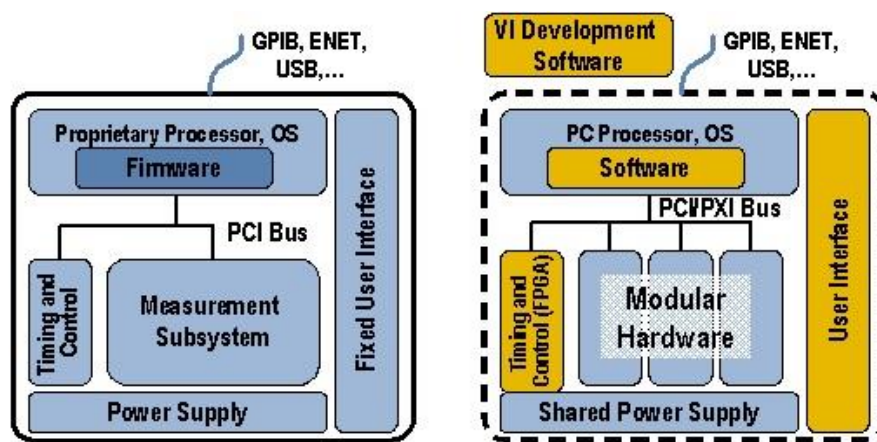 GPIB, ENET,
USB,...
Proprietary Processor, OS
Firmware
PCI Bus
Timing and
Control
Measurement
Subsystem
Fixed User Interface
Power Supply
VI Development
Software
GPIB, ENET,
USB,...
PC Processor, OS
Software
PCI/PXI Bus
Timing and
Control (FPGA)
Modular
Hardware
User Interface
Shared Power Supply